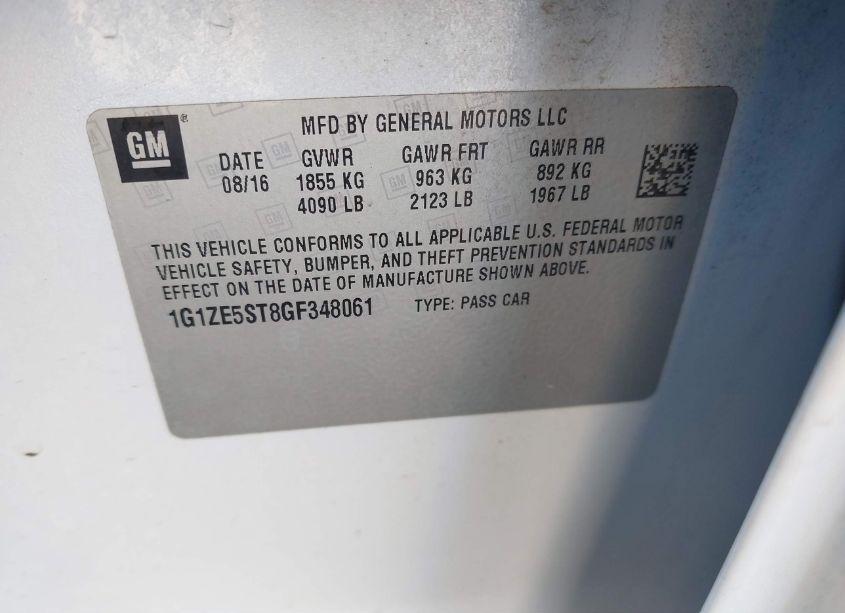 GM®
MFD BY GENERAL MOTORS LLC
DATE GVWR GAWR FRT GAWR RR
08/16 1855 KG 963 KG 892 KG
4090 LB 2123 LB 1967 LB
THIS VEHICLE CONFORMS TO ALL APPLICABLE U.S. FEDERAL MOTOR
VEHICLE SAFETY, BUMPER, AND THEFT PREVENTION STANDARDS IN
EFFECT ON THE DATE OF MANUFACTURE SHOWN ABOVE.
1G1ZE5ST8GF348061 TYPE: PASS CAR